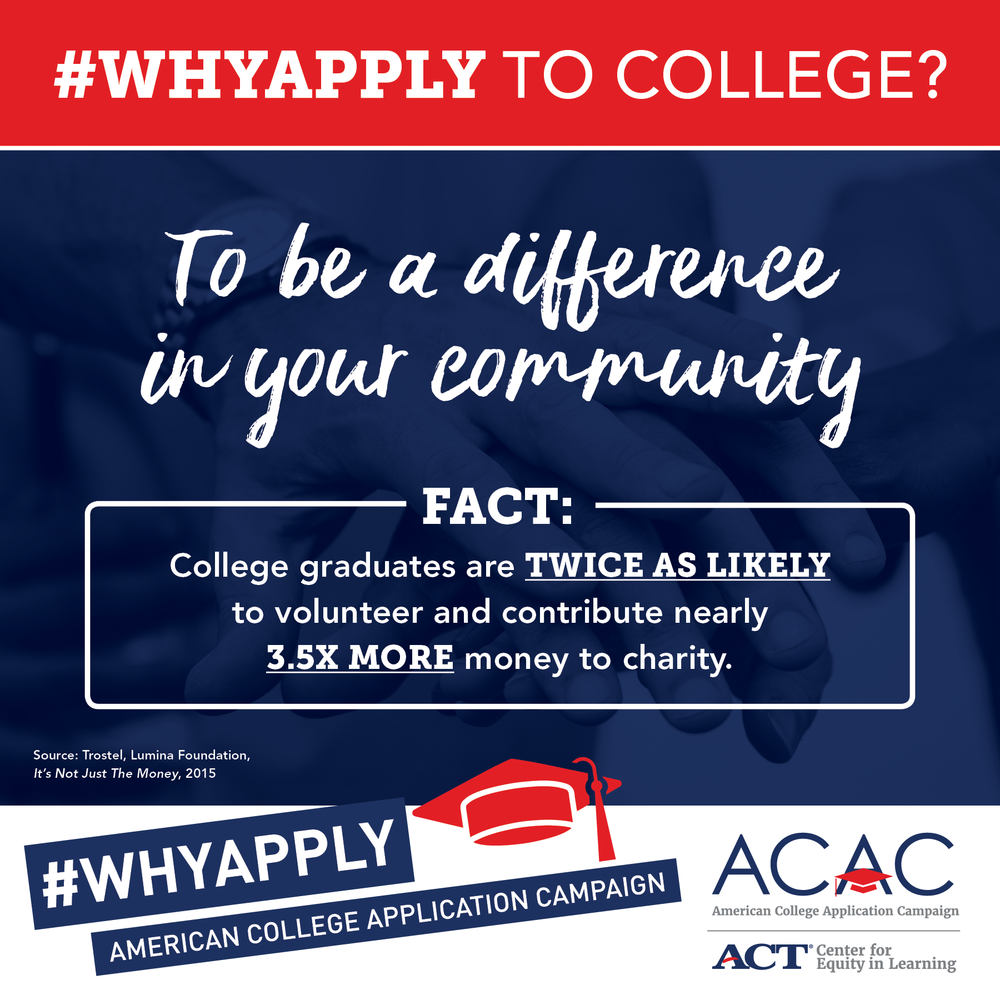 #WHYAPPLY TO COLLEGE?
To be a difference
in your community
FACT:
College graduates are TWICE AS LIKELY
to volunteer and contribute nearly
3.5X MORE money to charity.
Source: Trostel, Lumina Foundation,
It's Not Just The Money, 2015
#WHYAPPLY
AMERICAN COLLEGE APPLICATION CAMPAIGN
ACAC
American College Application Campaign
ACT® Center for
Equity in Learning